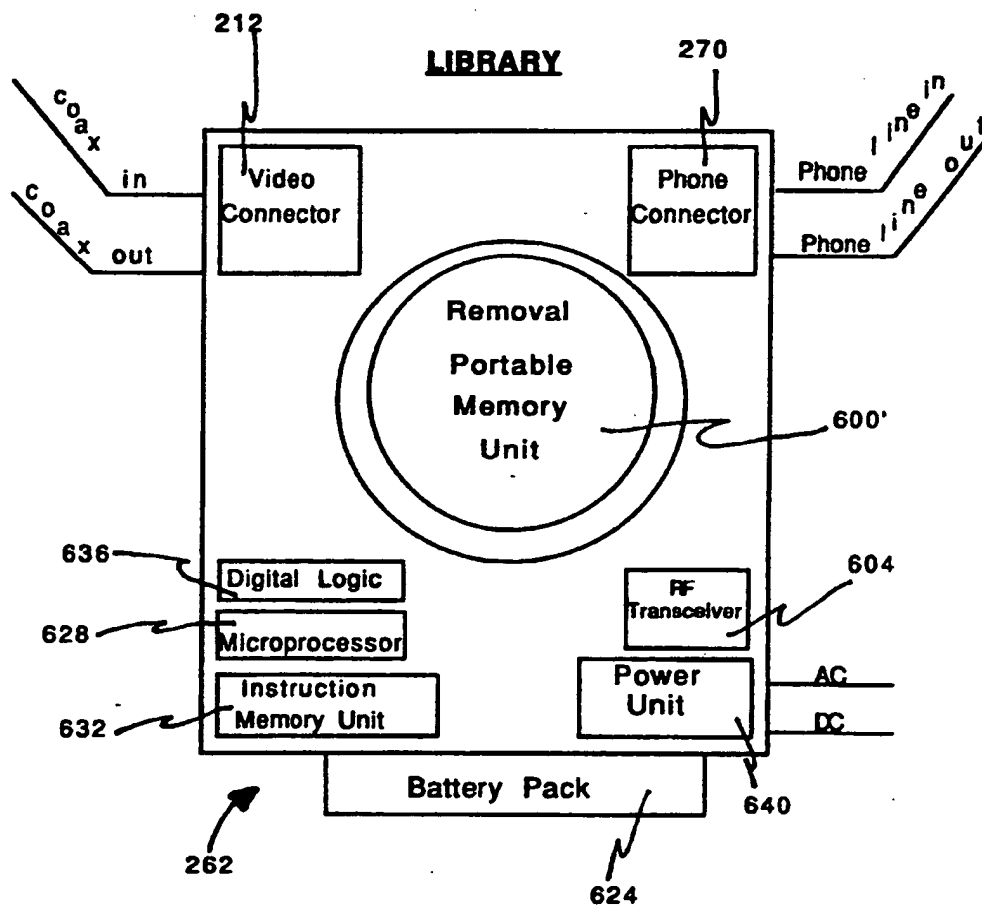 212
LIBRARY
270
coax in
coax out
Video
Connector
Phone
Connector
Phone line in
Phone line out
Removal
Portable
Memory
Unit
600'
636
Digital Logic
628
Microprocessor
632
Instruction
Memory Unit
RF
Transceiver
604
Power
Unit
AC
DC
640
Battery Pack
262
624